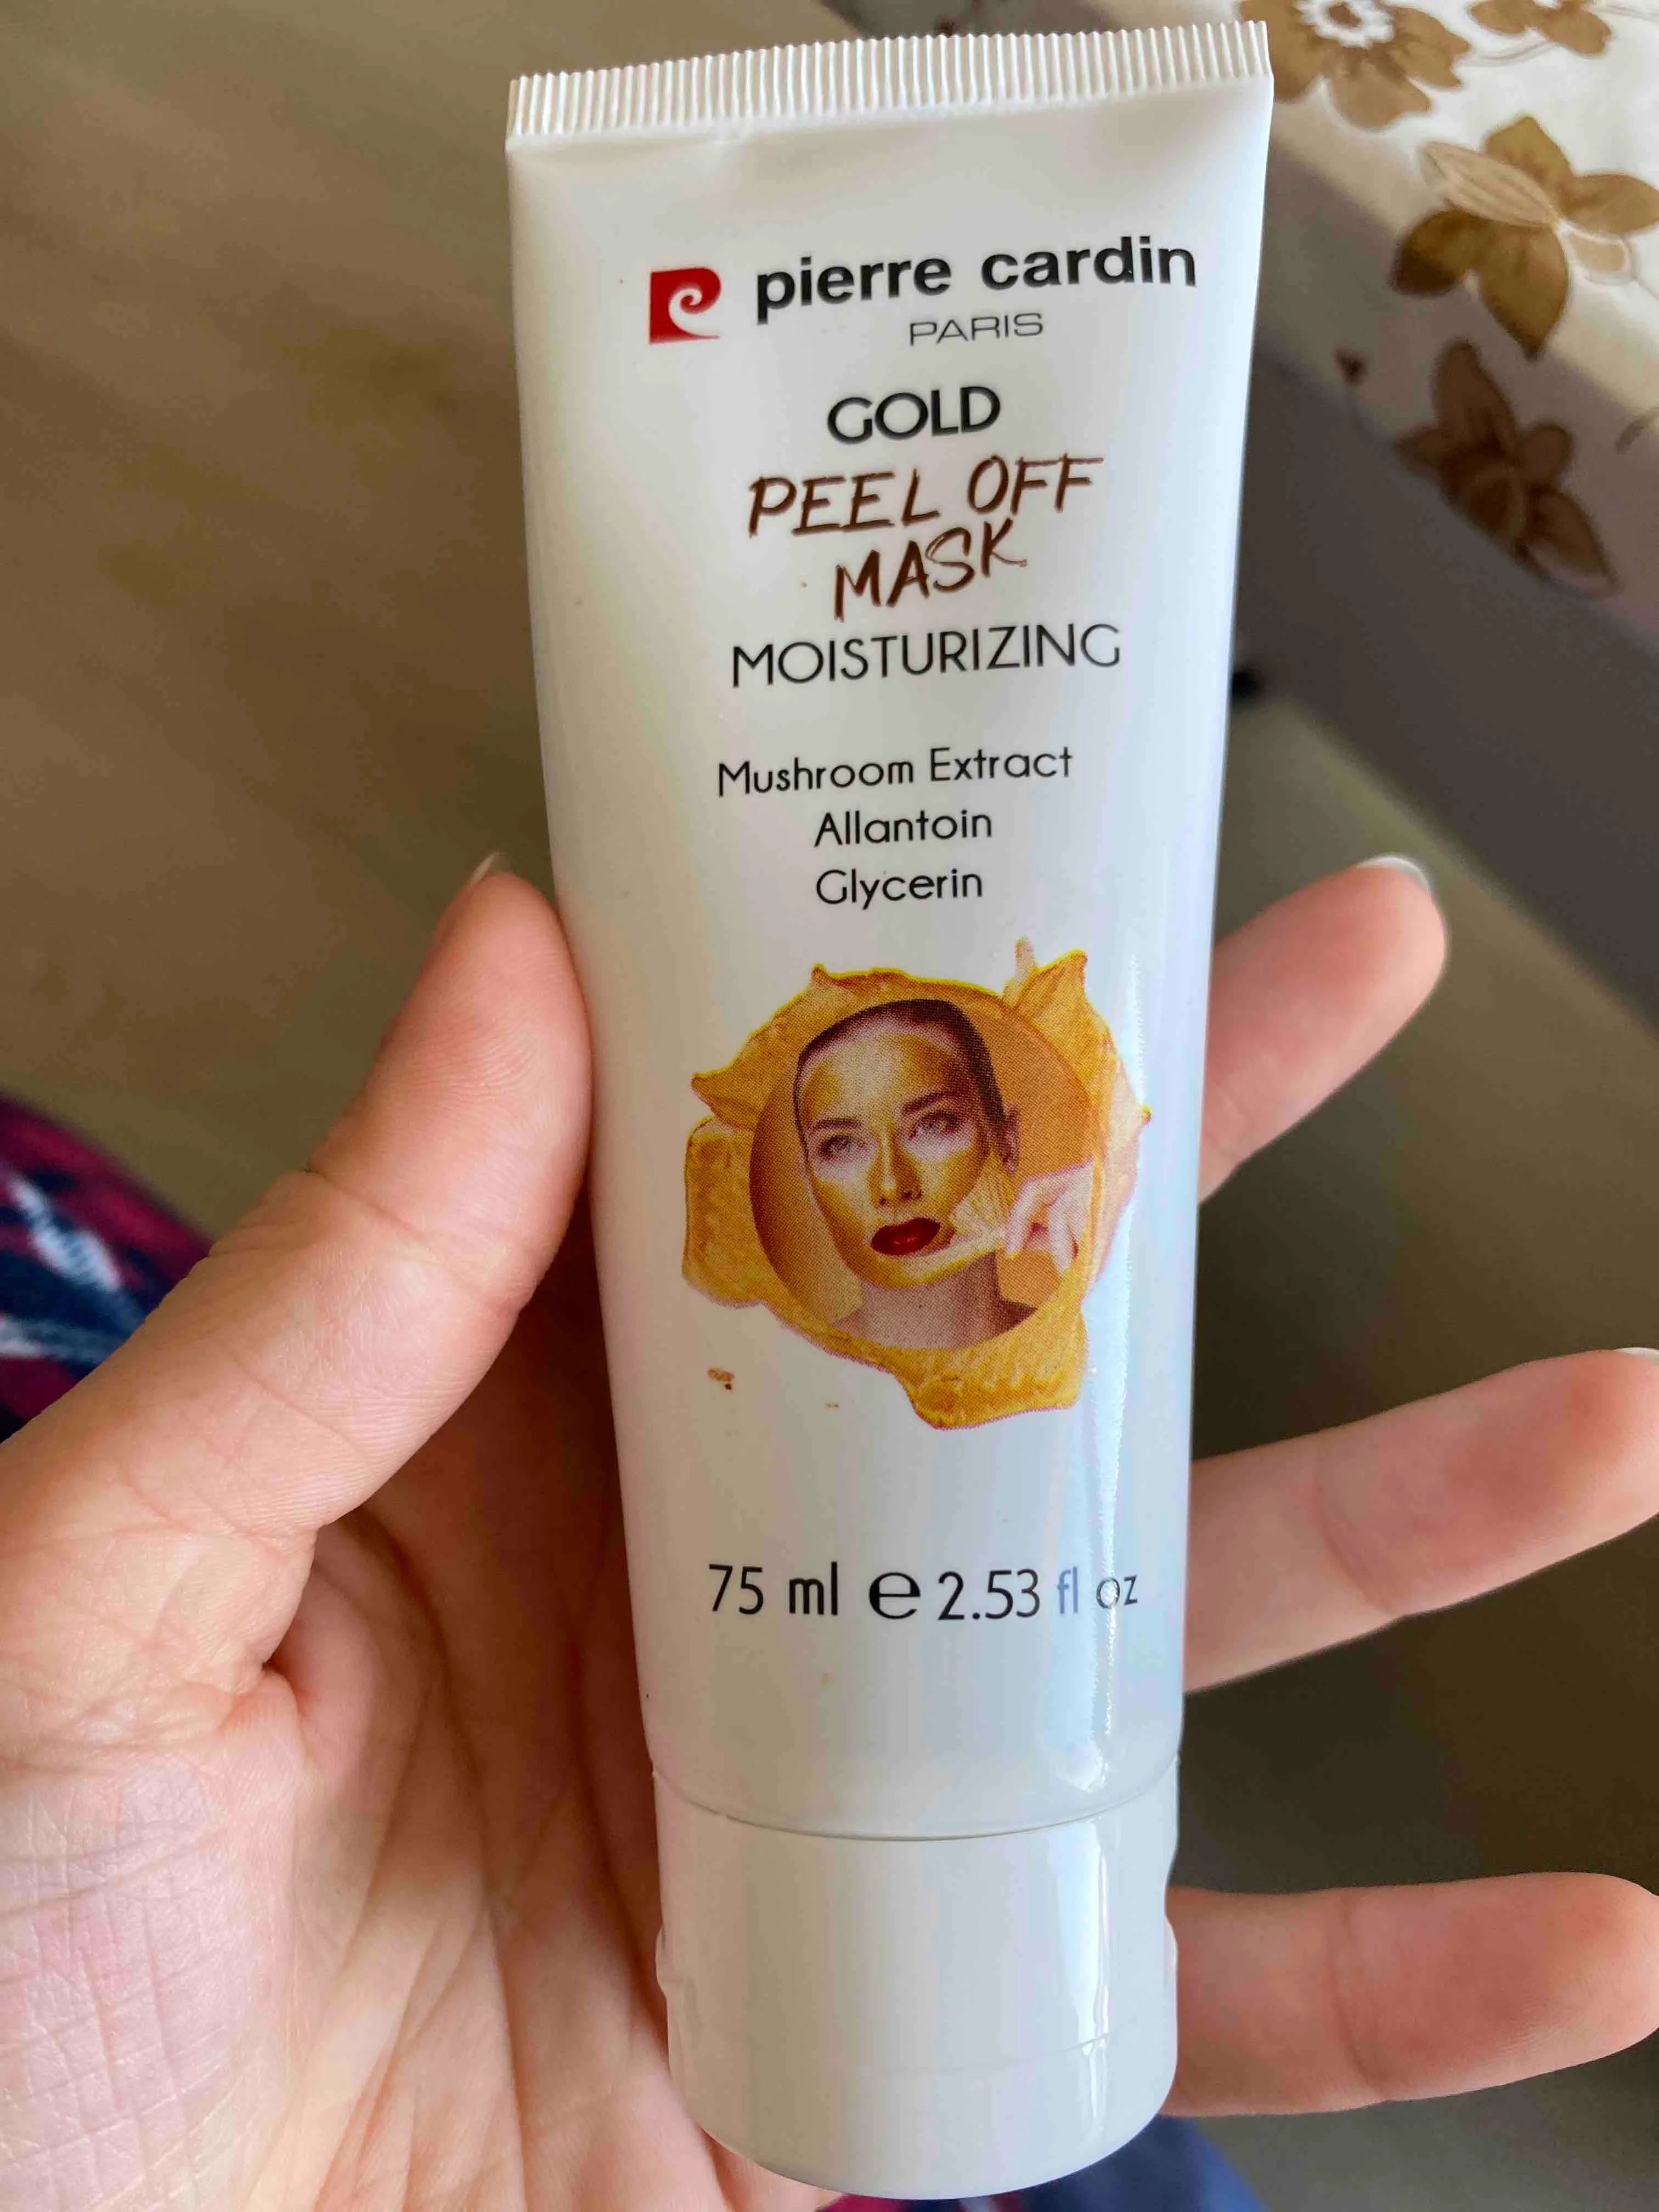 pierre cardin
PARIS
GOLD
PEEL OFF
MASK
MOISTURIZING
Mushroom Extract
Allantoin
Glycerin
75 ml e 2.53 fl oz